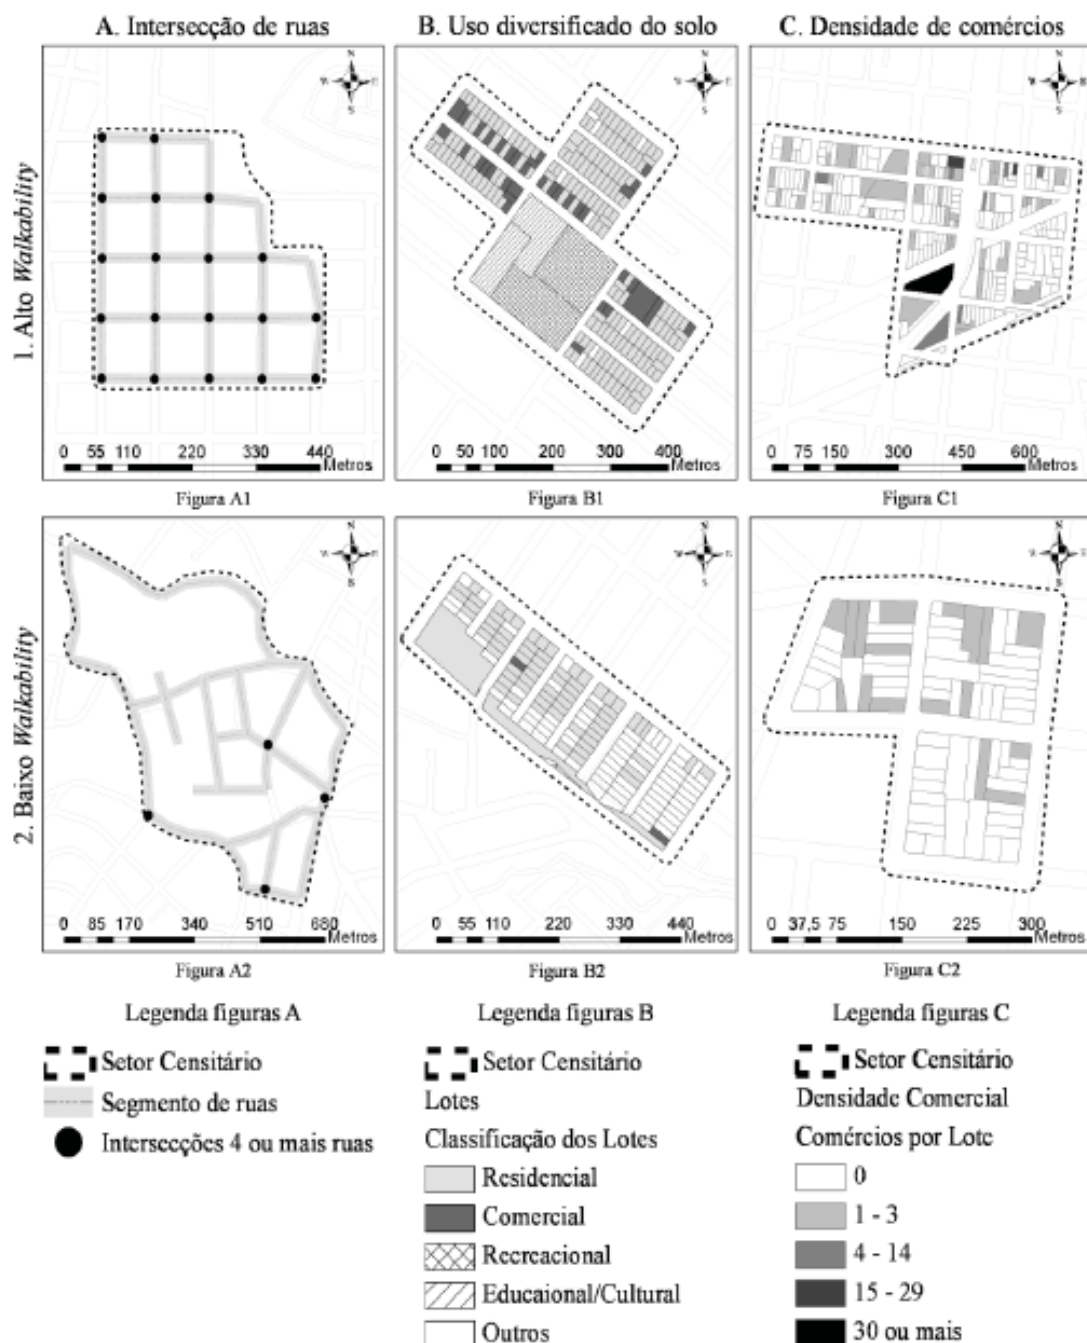 A. Intersecção de ruas
B. Uso diversificado do solo
C. Densidade de comércios
1. Alto Walkability
N
W
E
S
0 55 110 220 330 440
Metros
Figura A1
N
W
E
S
0 50 100 200 300 400
Metros
Figura B1
N
W
E
S
0 75 150 300 450 600
Metros
Figura C1
2. Baixo Walkability
N
W
E
S
0 85 170 340 510 680
Metros
Figura A2
N
W
E
S
0 55 110 220 330 440
Metros
Figura B2
N
W
E
S
0 37,5 75 150 225 300
Metros
Figura C2
Legenda figuras A
Setor Censitário
Segmento de ruas
Intersecções 4 ou mais ruas
Legenda figuras B
Setor Censitário
Lotes
Classificação dos Lotes
Residencial
Comercial
Recreacional
Educaional/Cultural
Outros
Legenda figuras C
Setor Censitário
Densidade Comercial
Comércios por Lote
0
1 - 3
4 - 14
15 - 29
30 ou mais